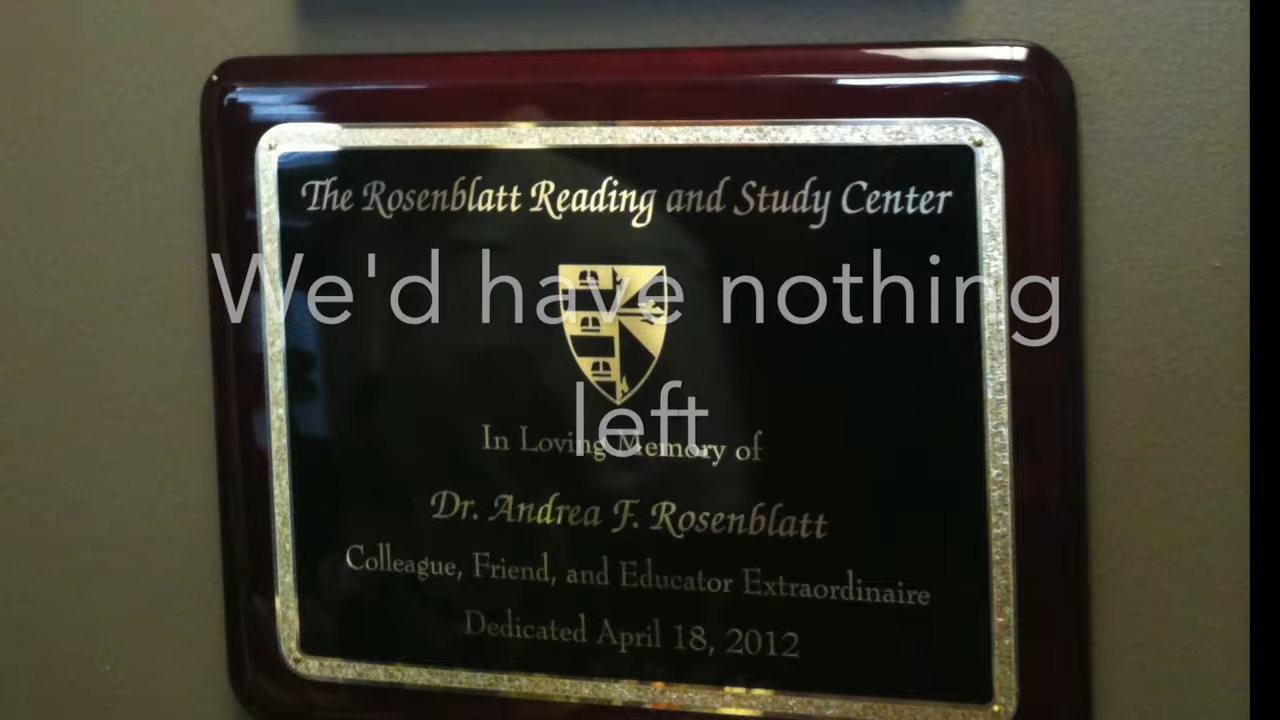 The Rosenblatt Reading and Study Center
We'd have nothing
left
In Loving Memory of
Dr. Andrea F. Rosenblatt
Colleague, Friend, and Educator Extraordinaire
Dedicated April 18, 2012